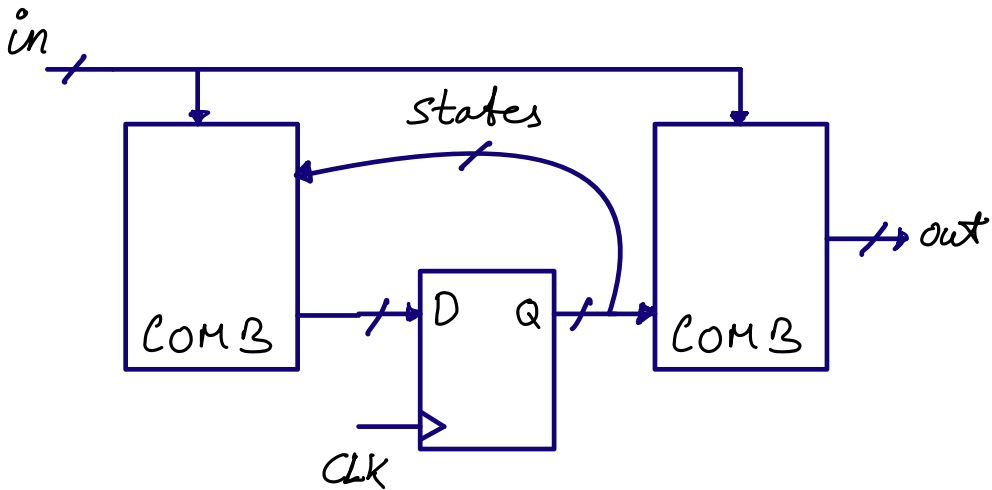 in
states
out
D
Q
COMB
COMB
CLK